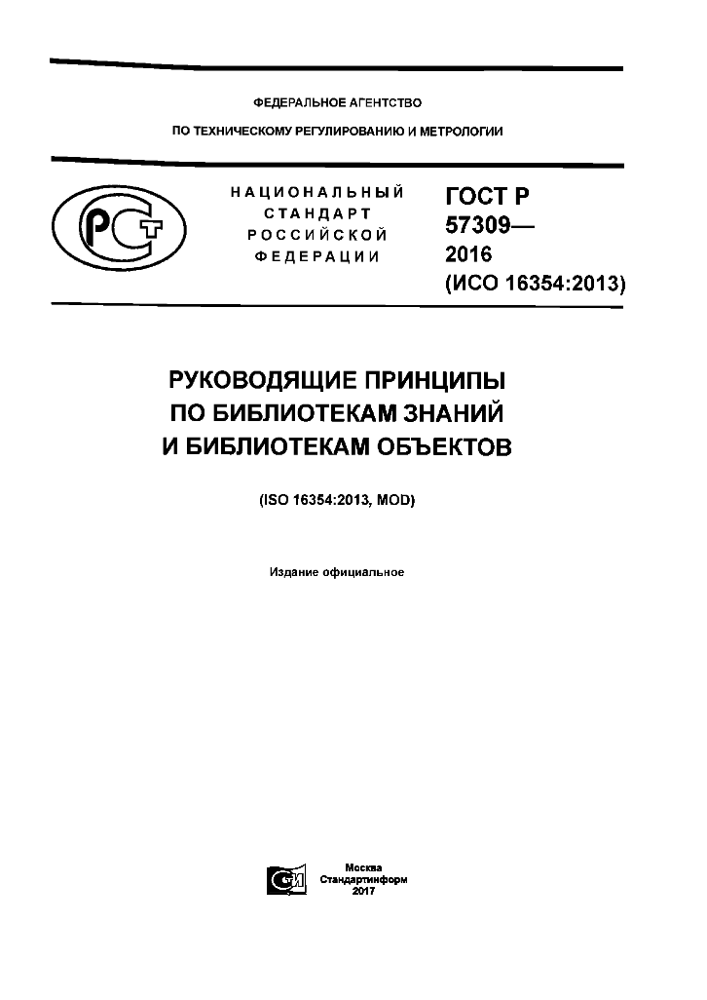 ФЕДЕРАЛЬНОЕ АГЕНТСТВО
ПО ТЕХНИЧЕСКОМУ РЕГУЛИРОВАНИЮ И МЕТРОЛОГИИ
РСТ
НАЦИОНАЛЬНЫЙ
СТАНДАРТ
РОССИЙСКОЙ
ФЕДЕРАЦИИ
ГОСТ Р
57309—
2016
(ИСО 16354:2013)
РУКОВОДЯЩИЕ ПРИНЦИПЫ
ПО БИБЛИОТЕКАМ ЗНАНИЙ
И БИБЛИОТЕКАМ ОБЪЕКТОВ
(ISO 16354:2013, MOD)
Издание официальное
Москва
Стандартинформ
2017